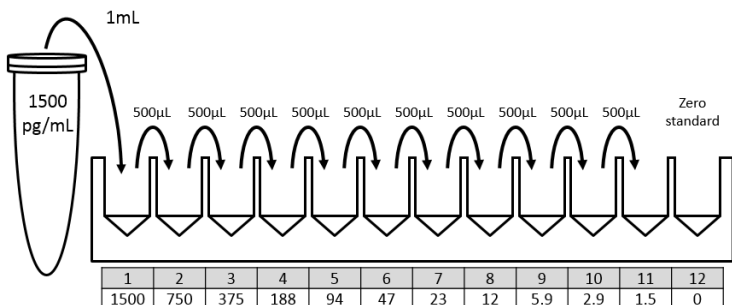 1mL
1500
pg/mL
500µL 500µL 500µL 500µL 500µL 500µL 500µL 500µL 500µL 500µL
Zero
standard
1 2 3 4 5 6 7 8 9 10 11 12
1500 750 375 188 94 47 23 12 5.9 2.9 1.5 0